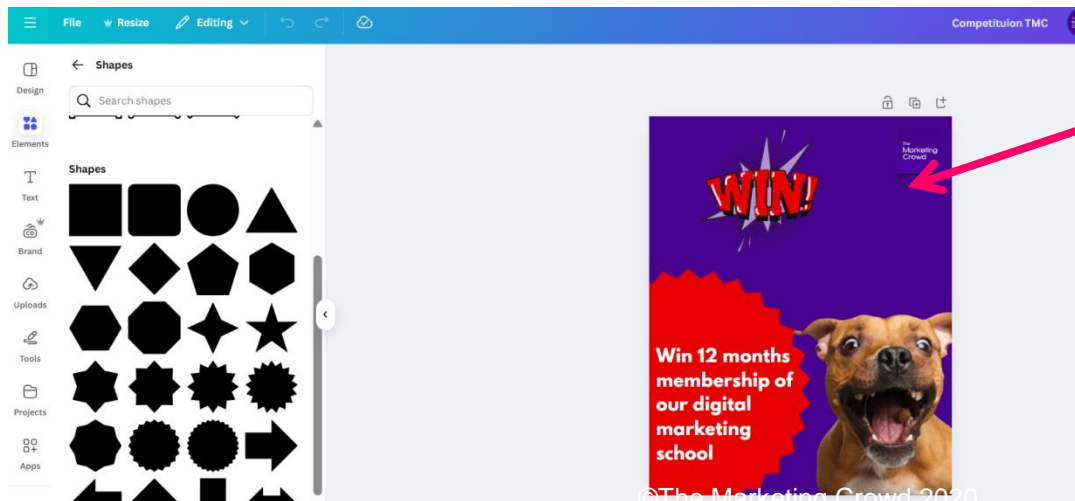 File
Resize
Editing
Competituion TMC
Design
Elements
Text
Brand
Uploads
Tools
Projects
Apps
Shapes
Search shapes
Shapes
The
Marketing
Crowd
WIN!
Win 12 months
membership of
our digital
marketing
school
©The Marketing Crowd 2020